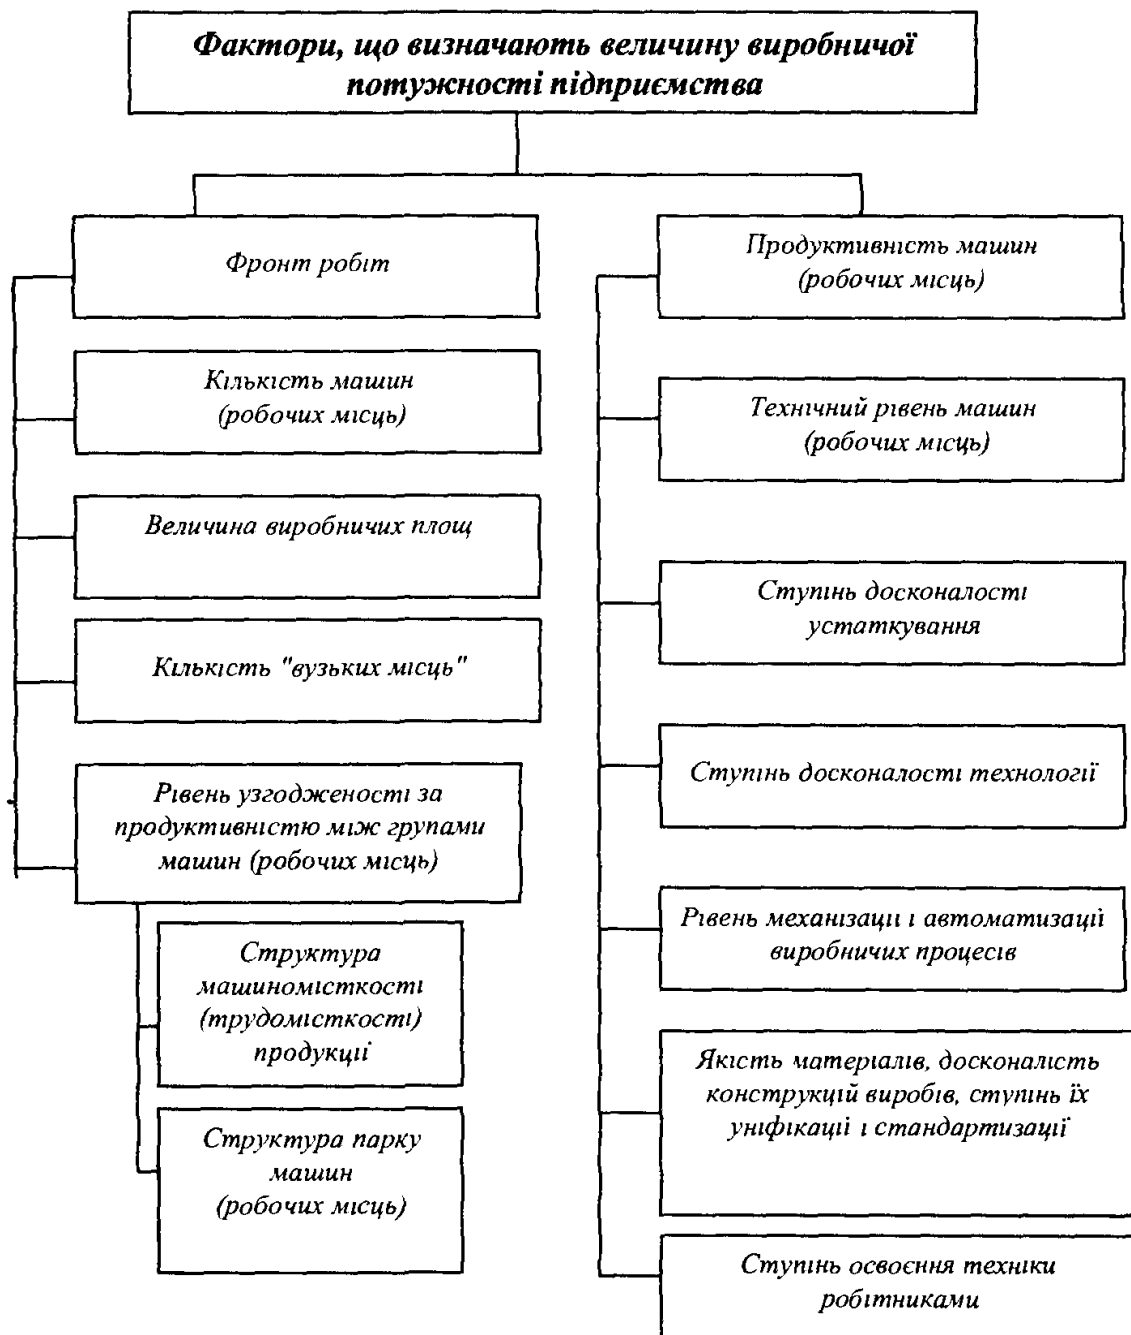 Фактори, що визначають величину виробничої
потужності підприємства
Фронт робіт
Кількість машин
(робочих місць)
Величина виробничих площ
Кількість "вузьких місць"
Рівень узгодженості за
продуктивністю між групами
машин (робочих місць)
Структура
машиномісткості
(трудомісткості)
продукції
Структура парку
машин
(робочих місць)
Продуктивність машин
(робочих місць)
Технічний рівень машин
(робочих місць)
Ступінь досконалості
устаткування
Ступінь досконалості технології
Рівень механізації і автоматизації
виробничих процесів
Якість матеріалів, досконалість
конструкцій виробів, ступінь їх
уніфікації і стандартизації
Ступінь освоєння техніки
робітниками